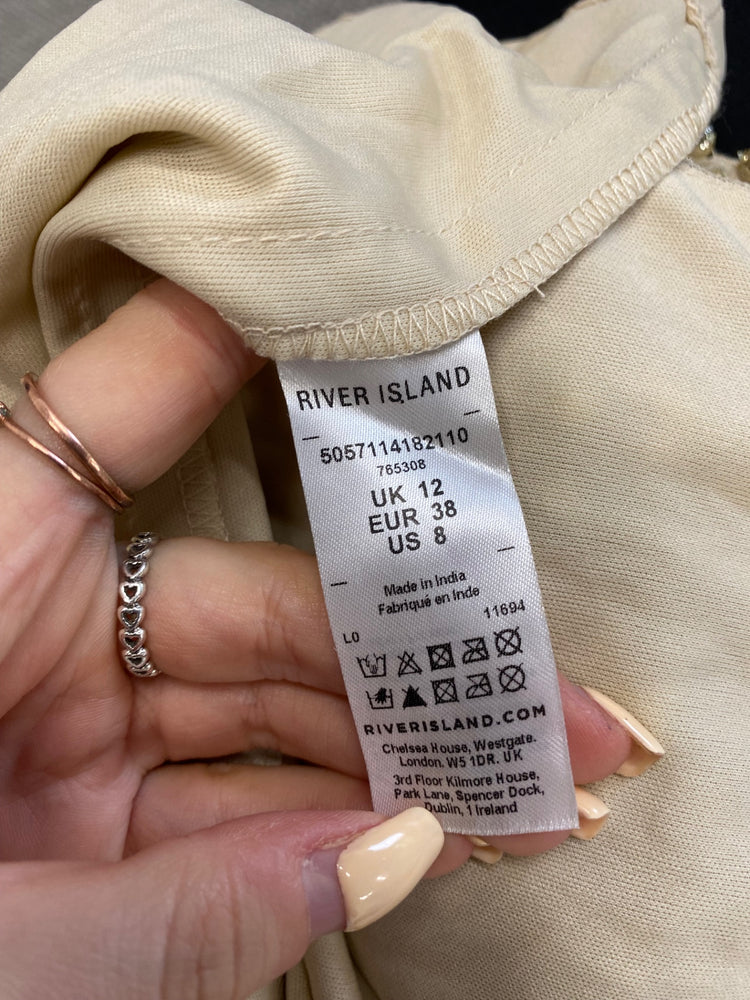 RIVER ISLAND
5057114182110
765308
UK 12
EUR 38
US 8
Made in India
Fabriqué en Inde
L0 11694
RIVERISLAND.COM
Chelsea House, Westgate.
London. W5 1DR. UK
3rd Floor Kilmore House,
Park Lane, Spencer Dock,
Dublin, 1 Ireland